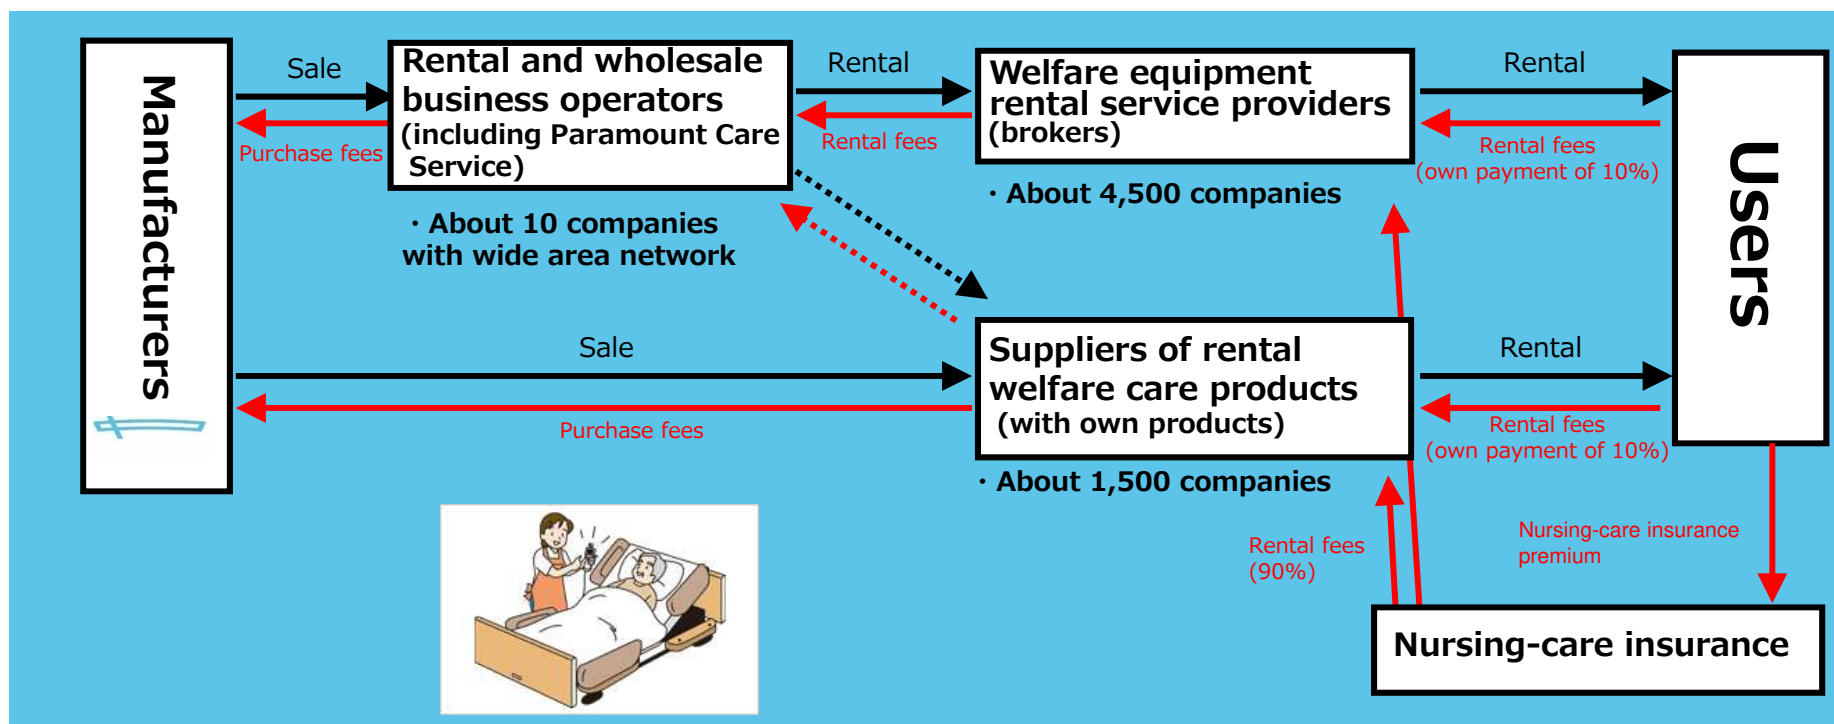 Manufacturers
Sale
Purchase fees
Rental and wholesale
business operators
(including Paramount Care
Service)
・About 10 companies
with wide area network
Rental
Rental fees
Welfare equipment
rental service providers
(brokers)
・About 4,500 companies
Rental
Rental fees
(own payment of 10%)
Users
Sale
Purchase fees
Suppliers of rental
welfare care products
(with own products)
・About 1,500 companies
Rental
Rental fees
(own payment of 10%)
Rental fees
(90%)
Nursing-care insurance
premium
Nursing-care insurance